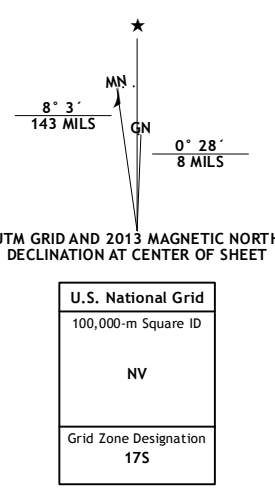 ★
MN
8° 3´
143 MILS
GN
0° 28´
8 MILS
UTM GRID AND 2013 MAGNETIC NORTH
DECLINATION AT CENTER OF SHEET
U.S. National Grid
100,000-m Square ID
NV
Grid Zone Designation
17S